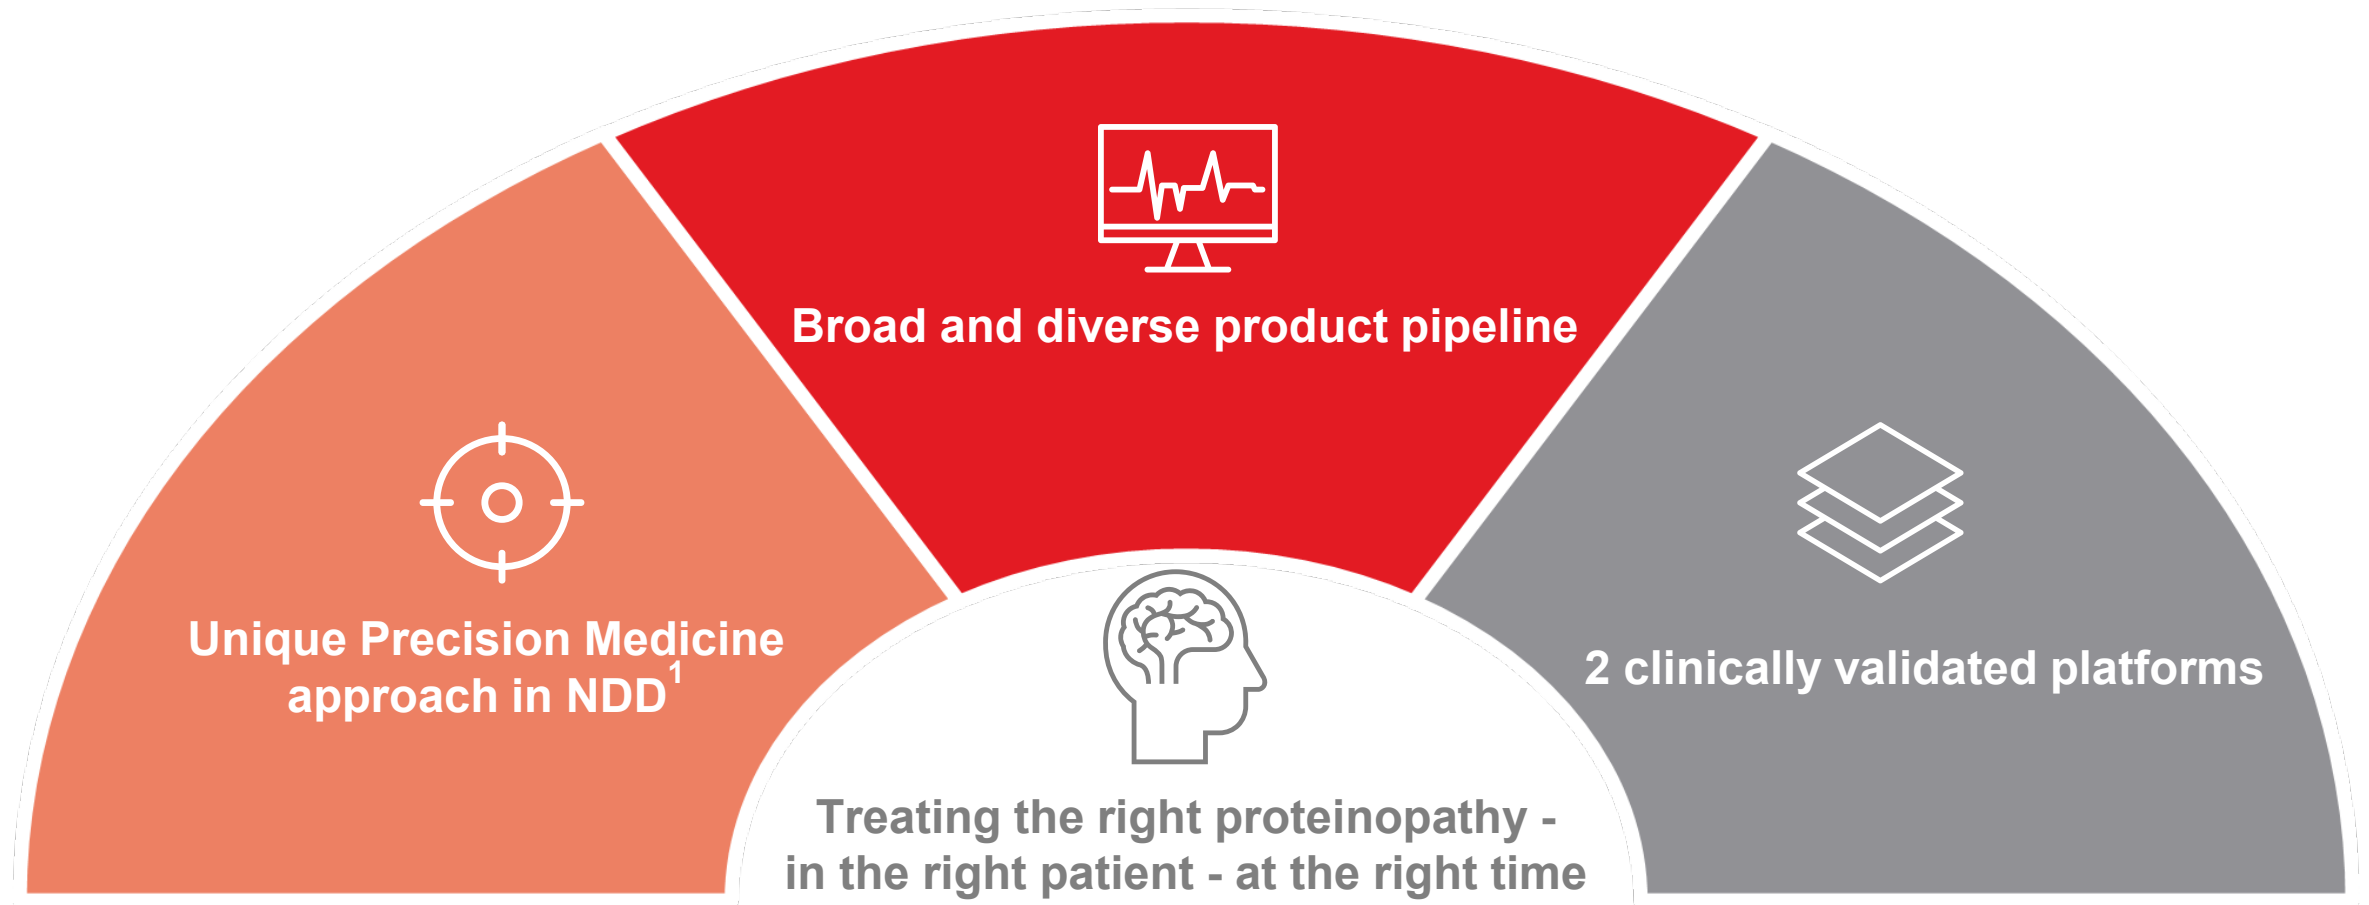 Broad and diverse product pipeline
Unique Precision Medicine
approach in NDD1
2 clinically validated platforms
Treating the right proteinopathy -
in the right patient - at the right time